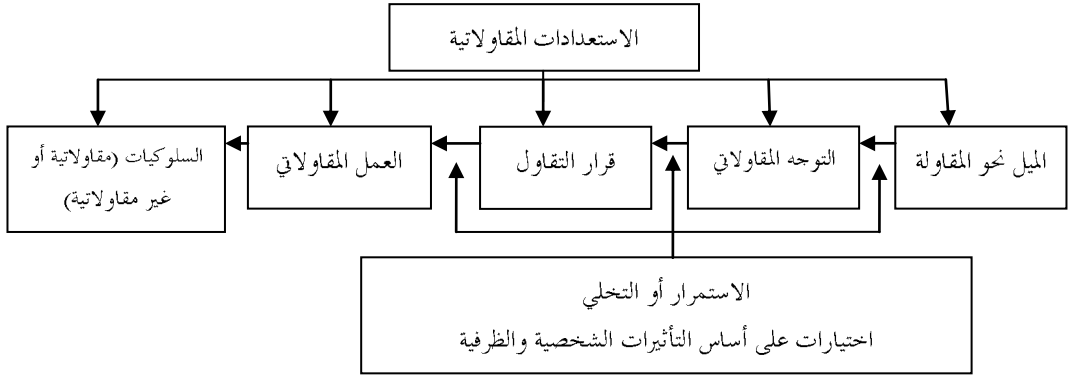 الاستعدادات المقاولاتية
الميل نحو المقاولة
التوجه المقاولاتي
قرار التقاول
العمل المقاولاتي
السلوكيات (مقاولاتية أو
غير مقاولاتية)
الاستمرار أو التخلي
اختيارات على أساس التأثيرات الشخصية والظرفية